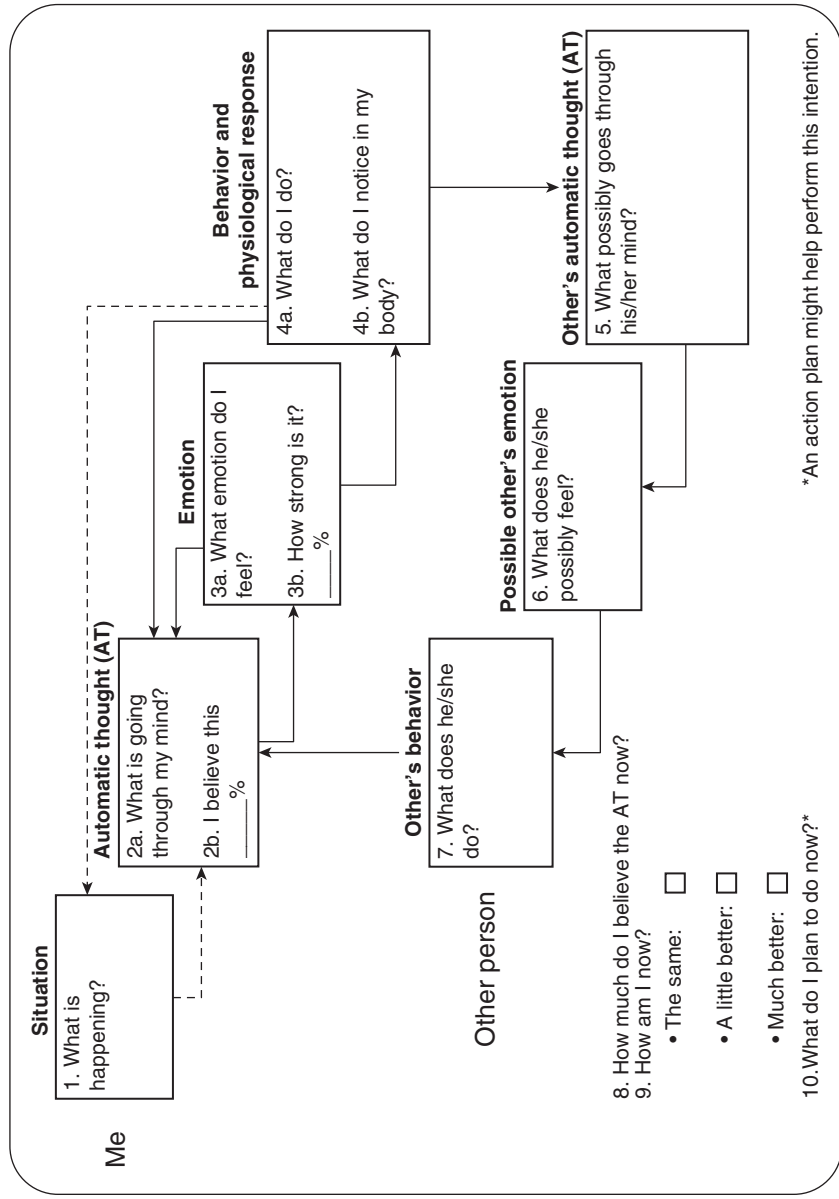 Me
Situation
1. What is
happening?
Automatic thought (AT)
2a. What is going
through my mind?
2b. I believe this
____%
Emotion
3a. What emotion do I
feel?
3b. How strong is it?
____%
Behavior and
physiological response
4a. What do I do?
4b. What do I notice in my
body?
Other's automatic thought (AT)
5. What possibly goes through
his/her mind?
Possible other's emotion
6. What does he/she
possibly feel?
Other's behavior
7. What does he/she
do?
Other person
8. How much do I believe the AT now?
9. How am I now?
• The same:
• A little better:
• Much better:
10.What do I plan to do now?*
*An action plan might help perform this intention.